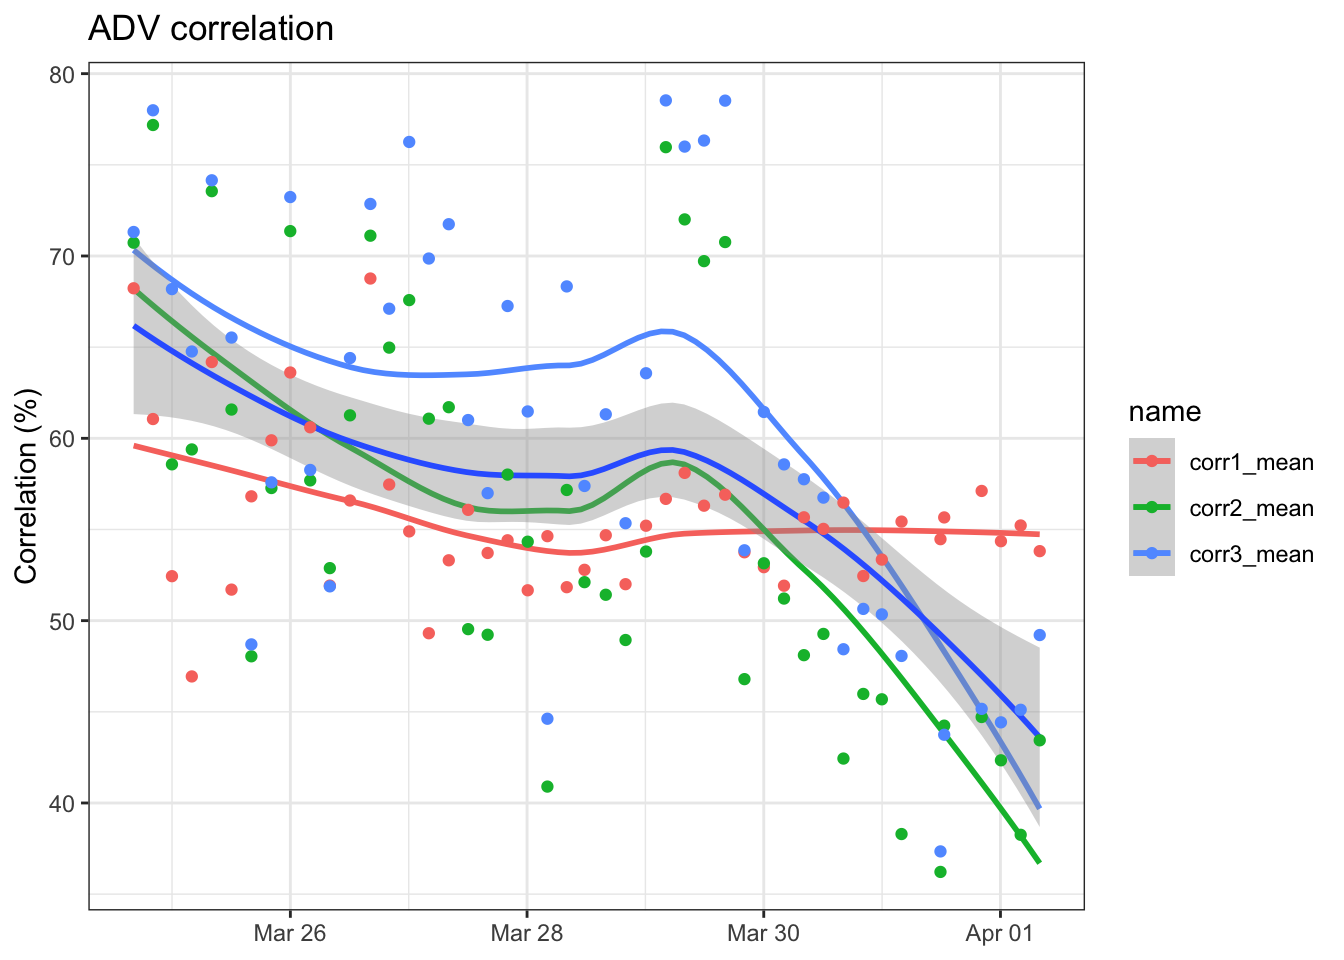 ADV correlation
Correlation (%)
80
70
60
50
40
Mar 26
Mar 28
Mar 30
Apr 01
name
corr1_mean
corr2_mean
corr3_mean